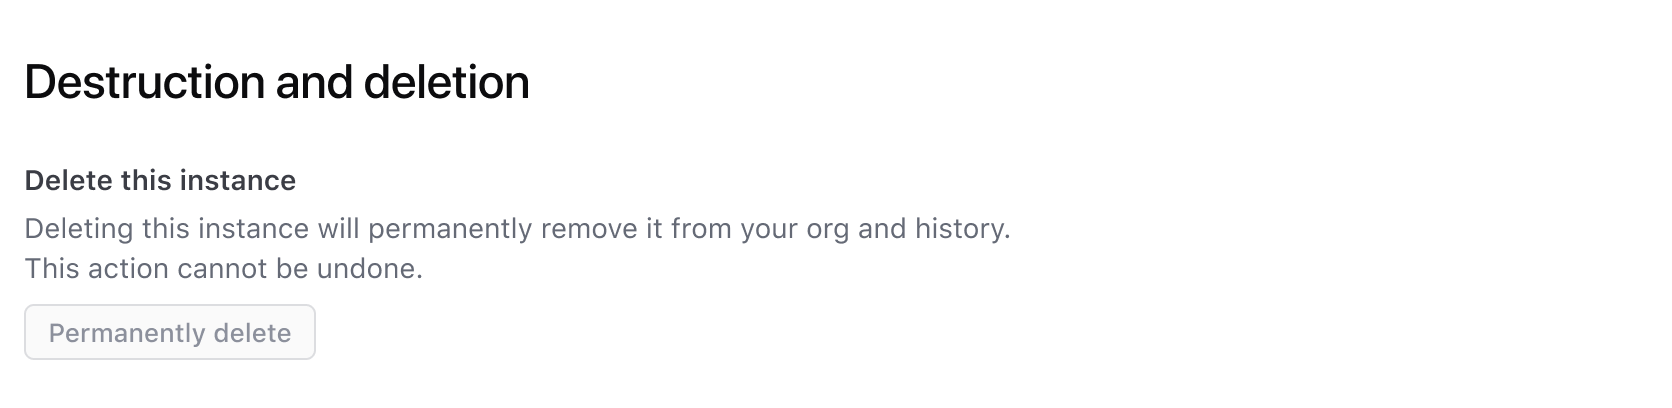 Destruction and deletion
Delete this instance
Deleting this instance will permanently remove it from your org and history.
This action cannot be undone.
Permanently delete